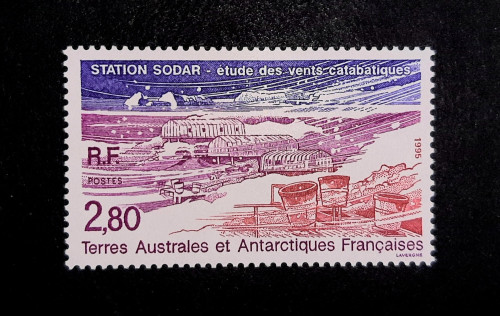 STATION SODAR - étude des vents catabatiques
R.F.
POSTES
1995
2,80
Terres Australes et Antarctiques Françaises
LAVERGNE